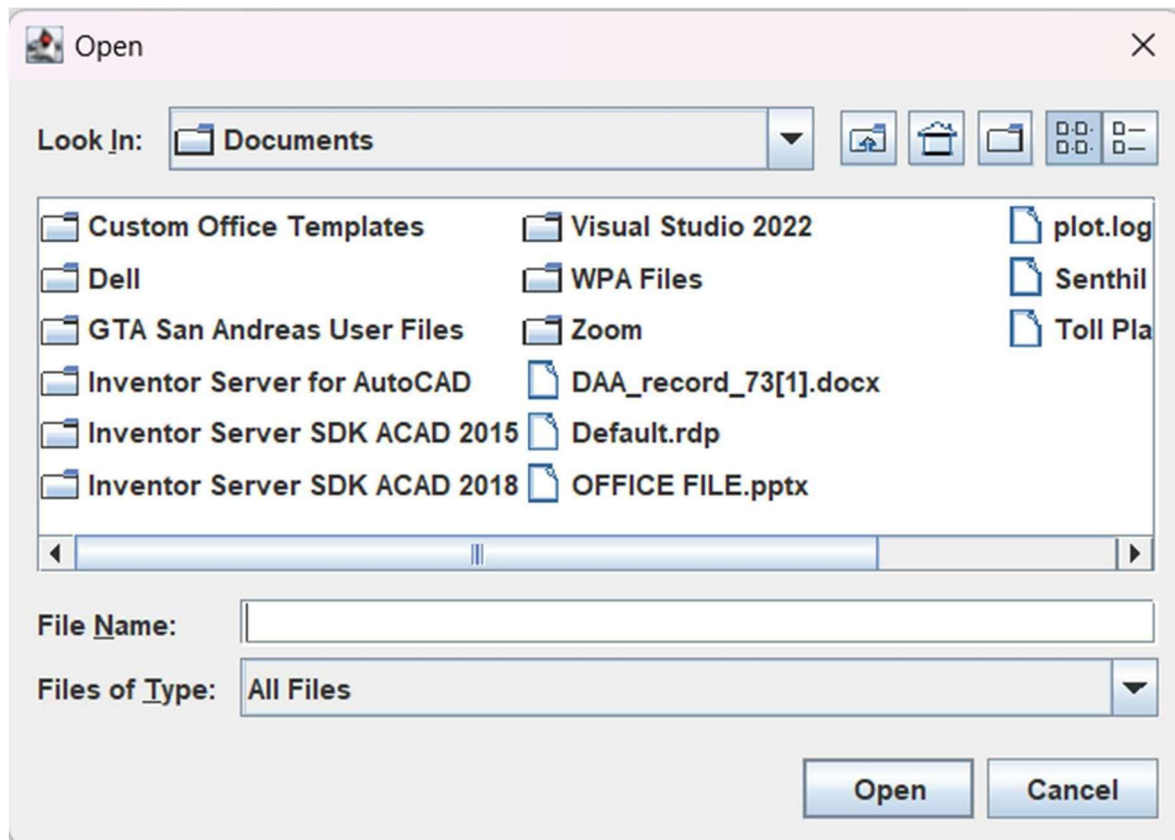 Open
Look In: Documents
Custom Office Templates Visual Studio 2022 plot.log
Dell WPA Files Senthil
GTA San Andreas User Files Zoom Toll Pla
Inventor Server for AutoCAD DAA_record_73[1].docx
Inventor Server SDK ACAD 2015 Default.rdp
Inventor Server SDK ACAD 2018 OFFICE FILE.pptx
File Name:
Files of Type: All Files
Open Cancel